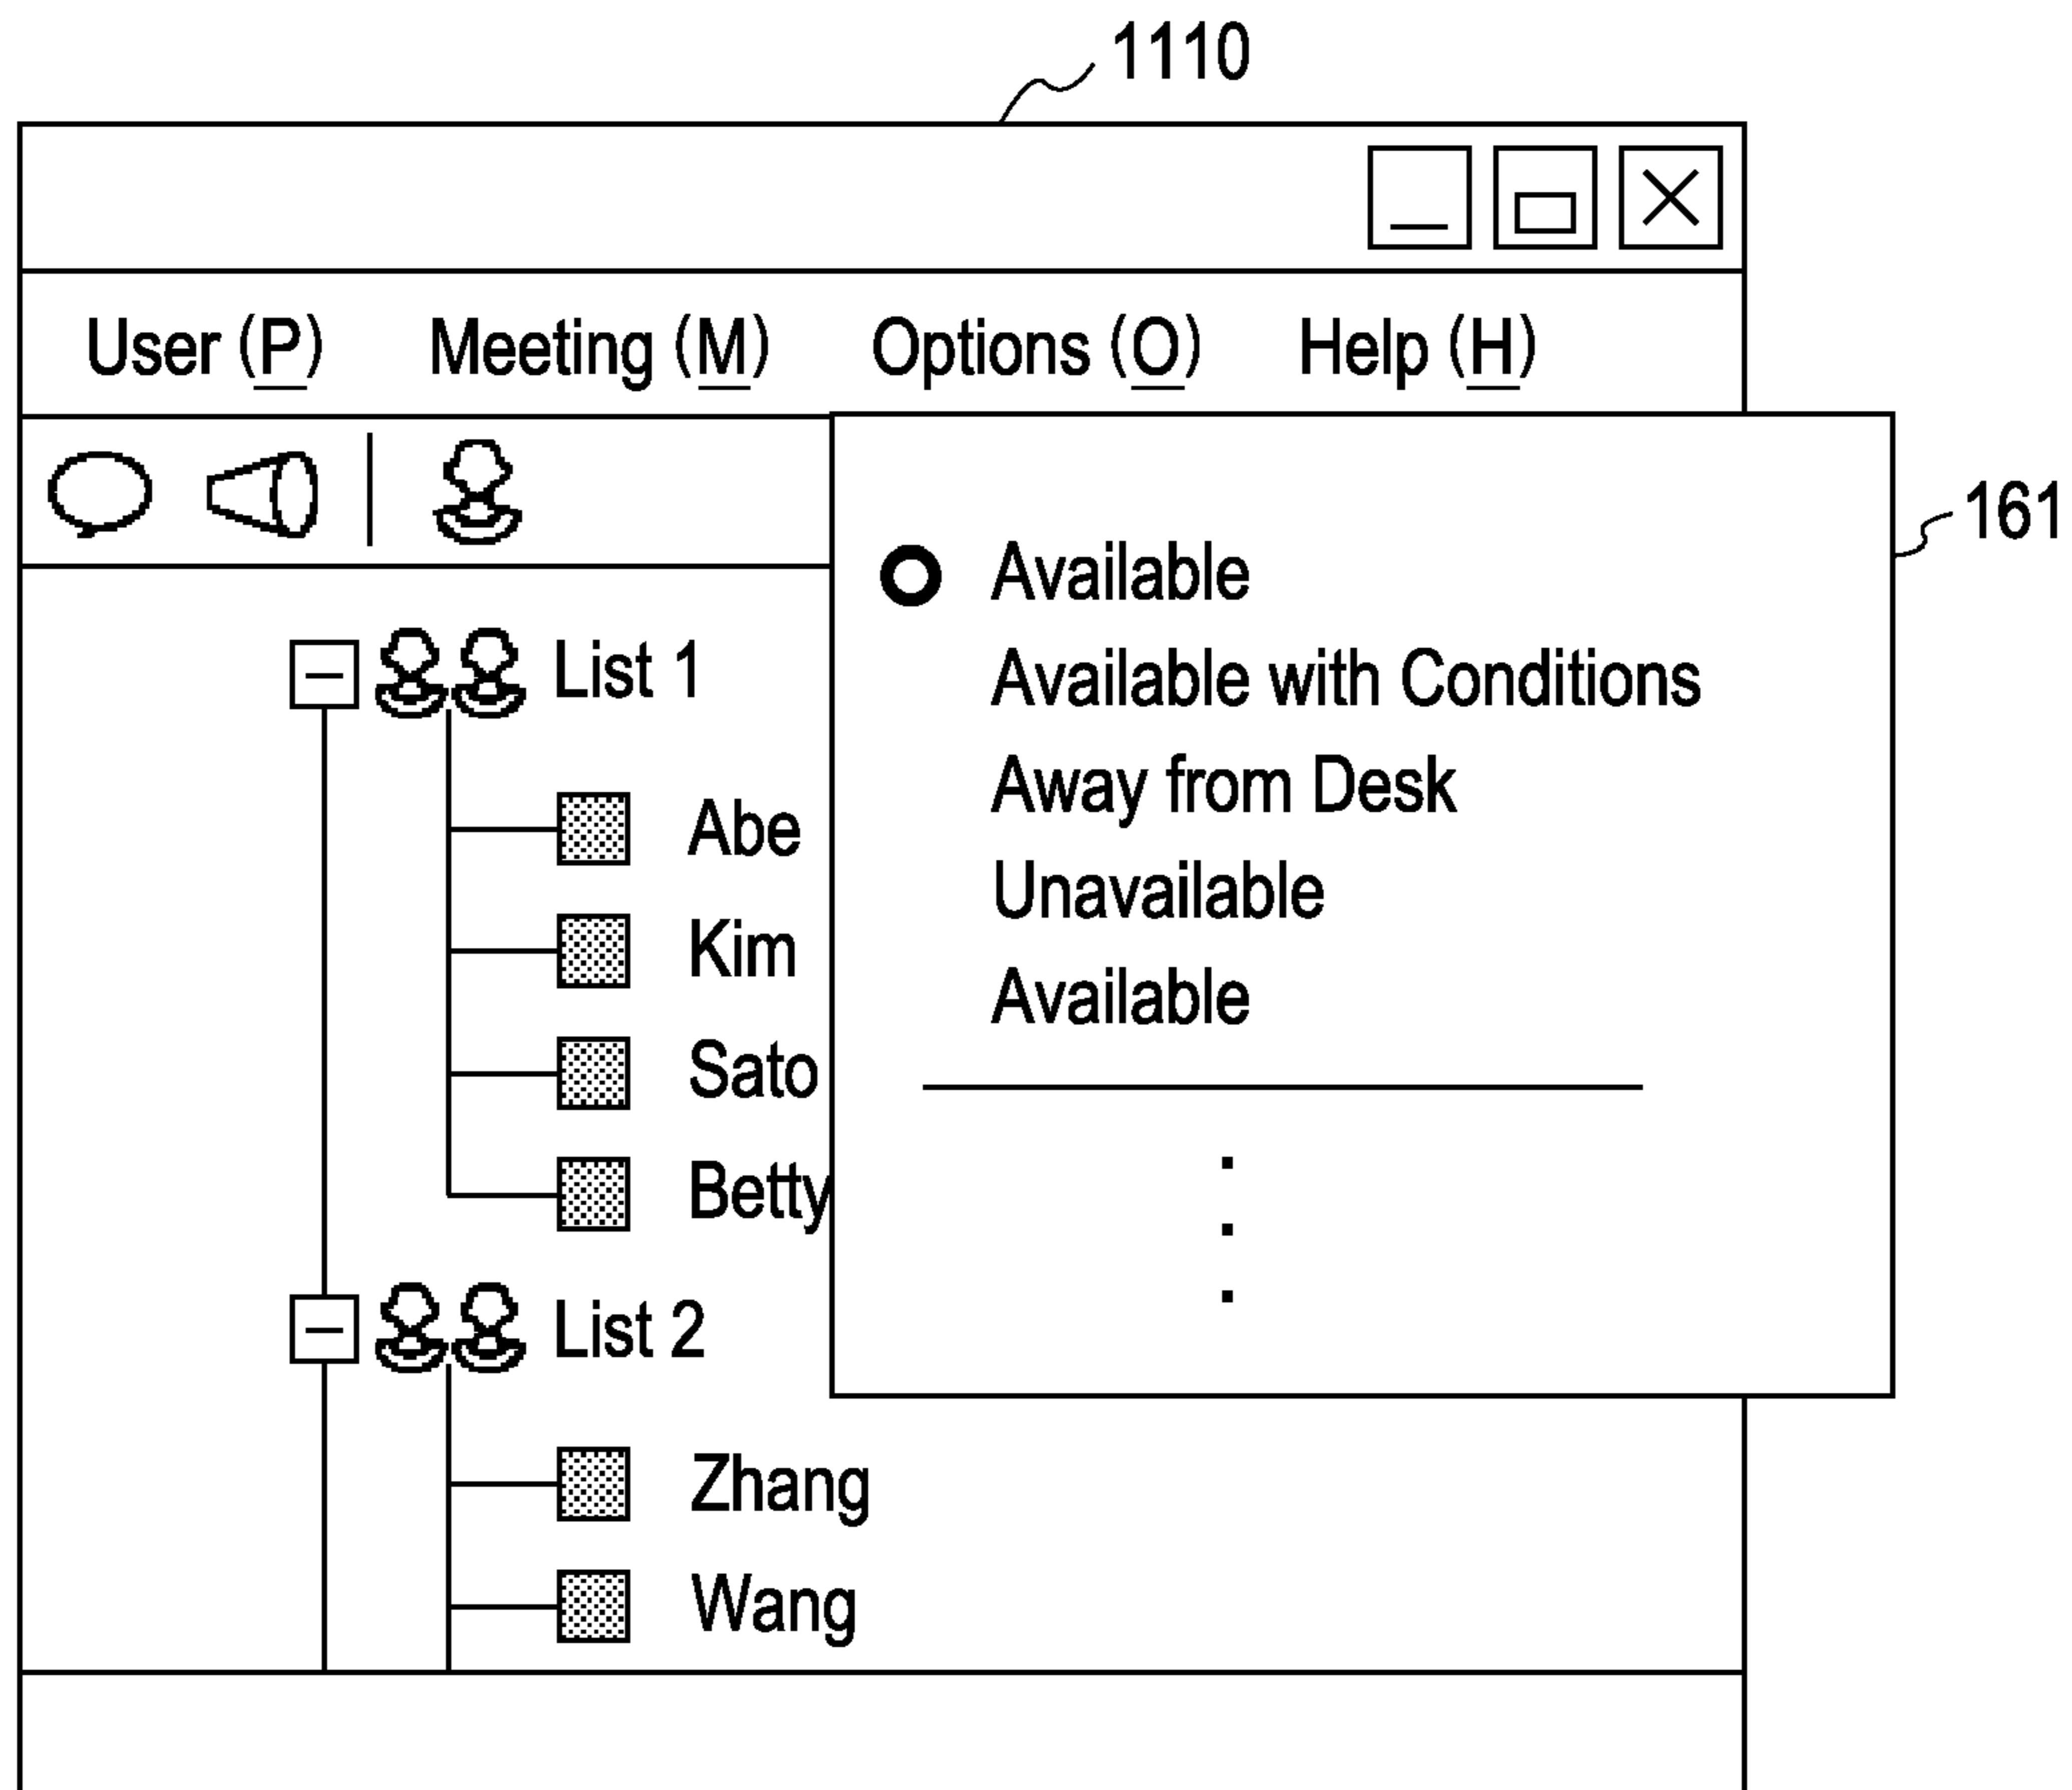 1110
User (P) Meeting (M) Options (O) Help (H)
161
Available
Available with Conditions
Away from Desk
Unavailable
Available
List 1
Abe
Kim
Sato
Betty
List 2
Zhang
Wang